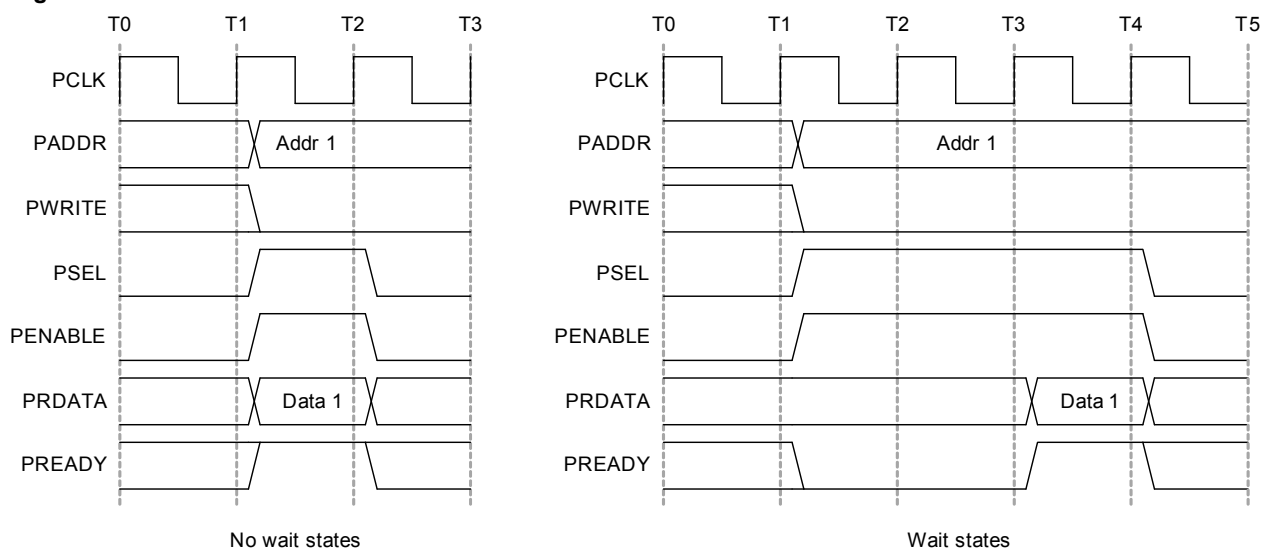 T0 T1 T2 T3 T0 T1 T2 T3 T4 T5
PCLK PCLK
PADDR Addr 1 PADDR Addr 1
PWRITE PWRITE
PSEL PSEL
PENABLE PENABLE
PRDATA Data 1 PRDATA Data 1
PREADY PREADY
No wait states Wait states